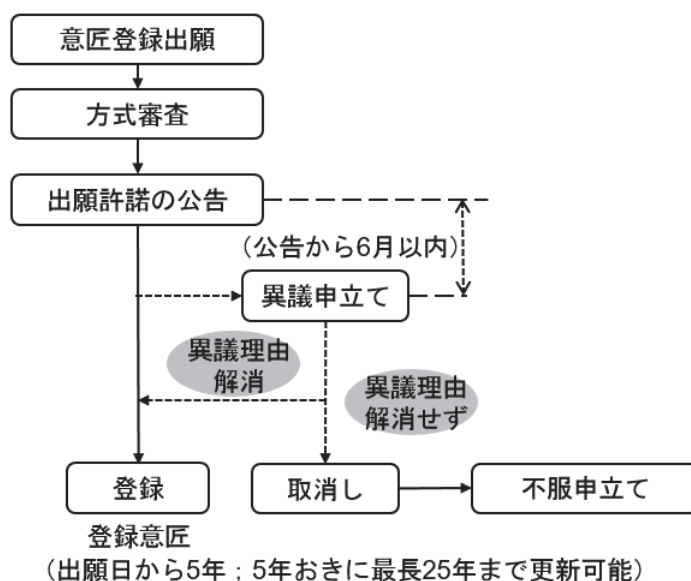 意匠登録出願
方式審査
出願許諾の公告
（公告から6月以内）
異議申立て
異議理由
解消
異議理由
解消せず
登録
取消し
不服申立て
登録意匠
（出願日から5年；5年おきに最長25年まで更新可能）